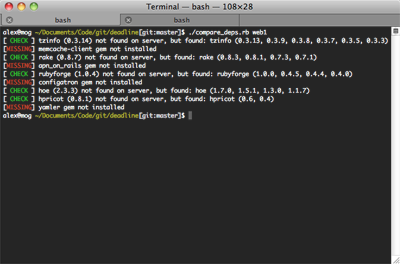 Terminal — bash — 108×28
bash
bash
alex@mog ~/Documents/Code/git/deadline[git:master]$ ./compare_deps.rb web1
[ CHECK ] tzinfo (0.3.14) not found on server, but found: tzinfo (0.3.13, 0.3.9, 0.3.8, 0.3.7, 0.3.5, 0.3.3)
[MISSING] memcache-client gem not installed
[ CHECK ] rake (0.8.7) not found on server, but found: rake (0.8.3, 0.8.1, 0.7.3, 0.7.1)
[MISSING] apn_on_rails gem not installed
[ CHECK ] rubyforge (1.0.4) not found on server, but found: rubyforge (1.0.0, 0.4.5, 0.4.4, 0.4.0)
[MISSING] configatron gem not installed
[ CHECK ] hoe (2.3.3) not found on server, but found: hoe (1.7.0, 1.5.1, 1.3.0, 1.1.7)
[ CHECK ] hpricot (0.8.1) not found on server, but found: hpricot (0.6, 0.4)
[MISSING] yamler gem not installed
alex@mog ~/Documents/Code/git/deadline[git:master]$